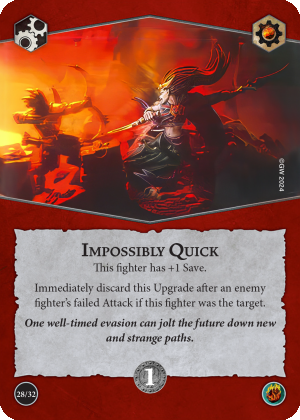 ©GW 2024
Impossibly Quick
This fighter has +1 Save.
Immediately discard this Upgrade after an enemy
fighter's failed Attack if this fighter was the target.
One well-timed evasion can jolt the future down new
and strange paths.
28/32
1